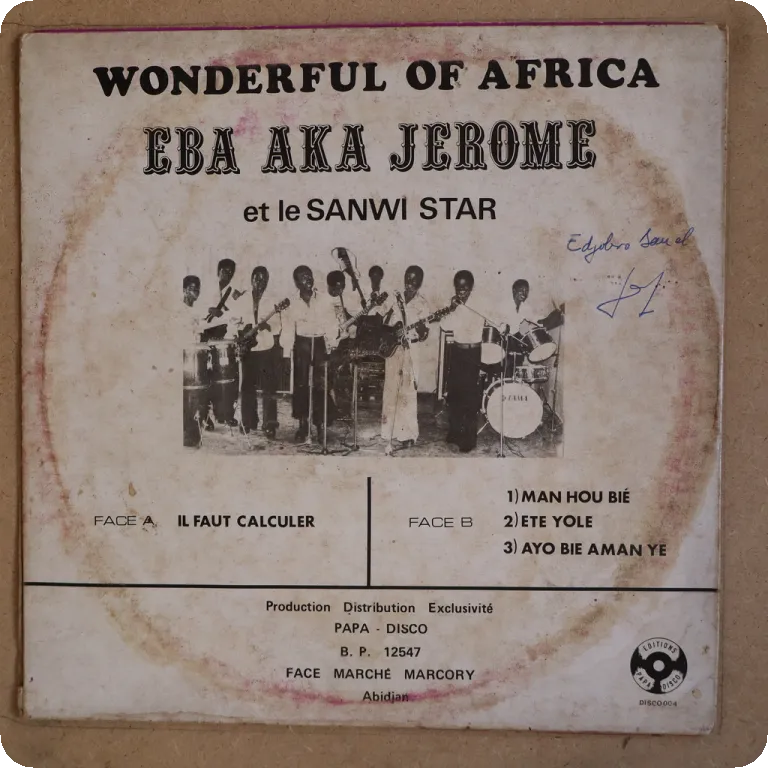 WONDERFUL OF AFRICA
EBA AKA JEROME
et le SANWI STAR
FACE A IL FAUT CALCULER
FACE B
1) MAN HOU BIÉ
2) ETE YOLE
3) AYO BIE AMAN YE
Production Distribution Exclusivité
PAPA - DISCO
B. P. 12547
FACE MARCHÉ MARCORY
Abidjan
EDITIONS
PAPA DISCO
DISCO 004